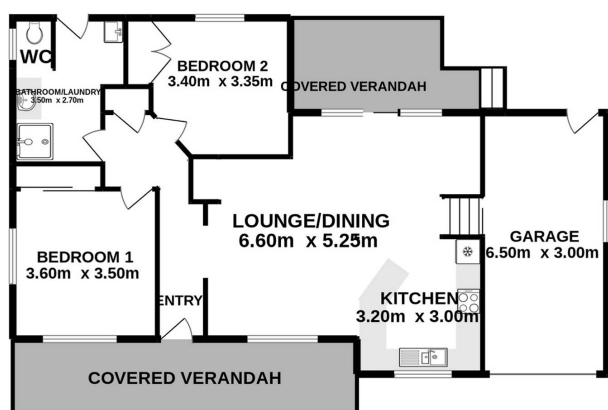 WC
BATHROOM/LAUNDRY
3.50m x 2.70m
BEDROOM 2
3.40m x 3.35m
COVERED VERANDAH
LOUNGE/DINING
6.60m x 5.25m
GARAGE
6.50m x 3.00m
BEDROOM 1
3.60m x 3.50m
ENTRY
KITCHEN
3.20m x 3.00m
COVERED VERANDAH